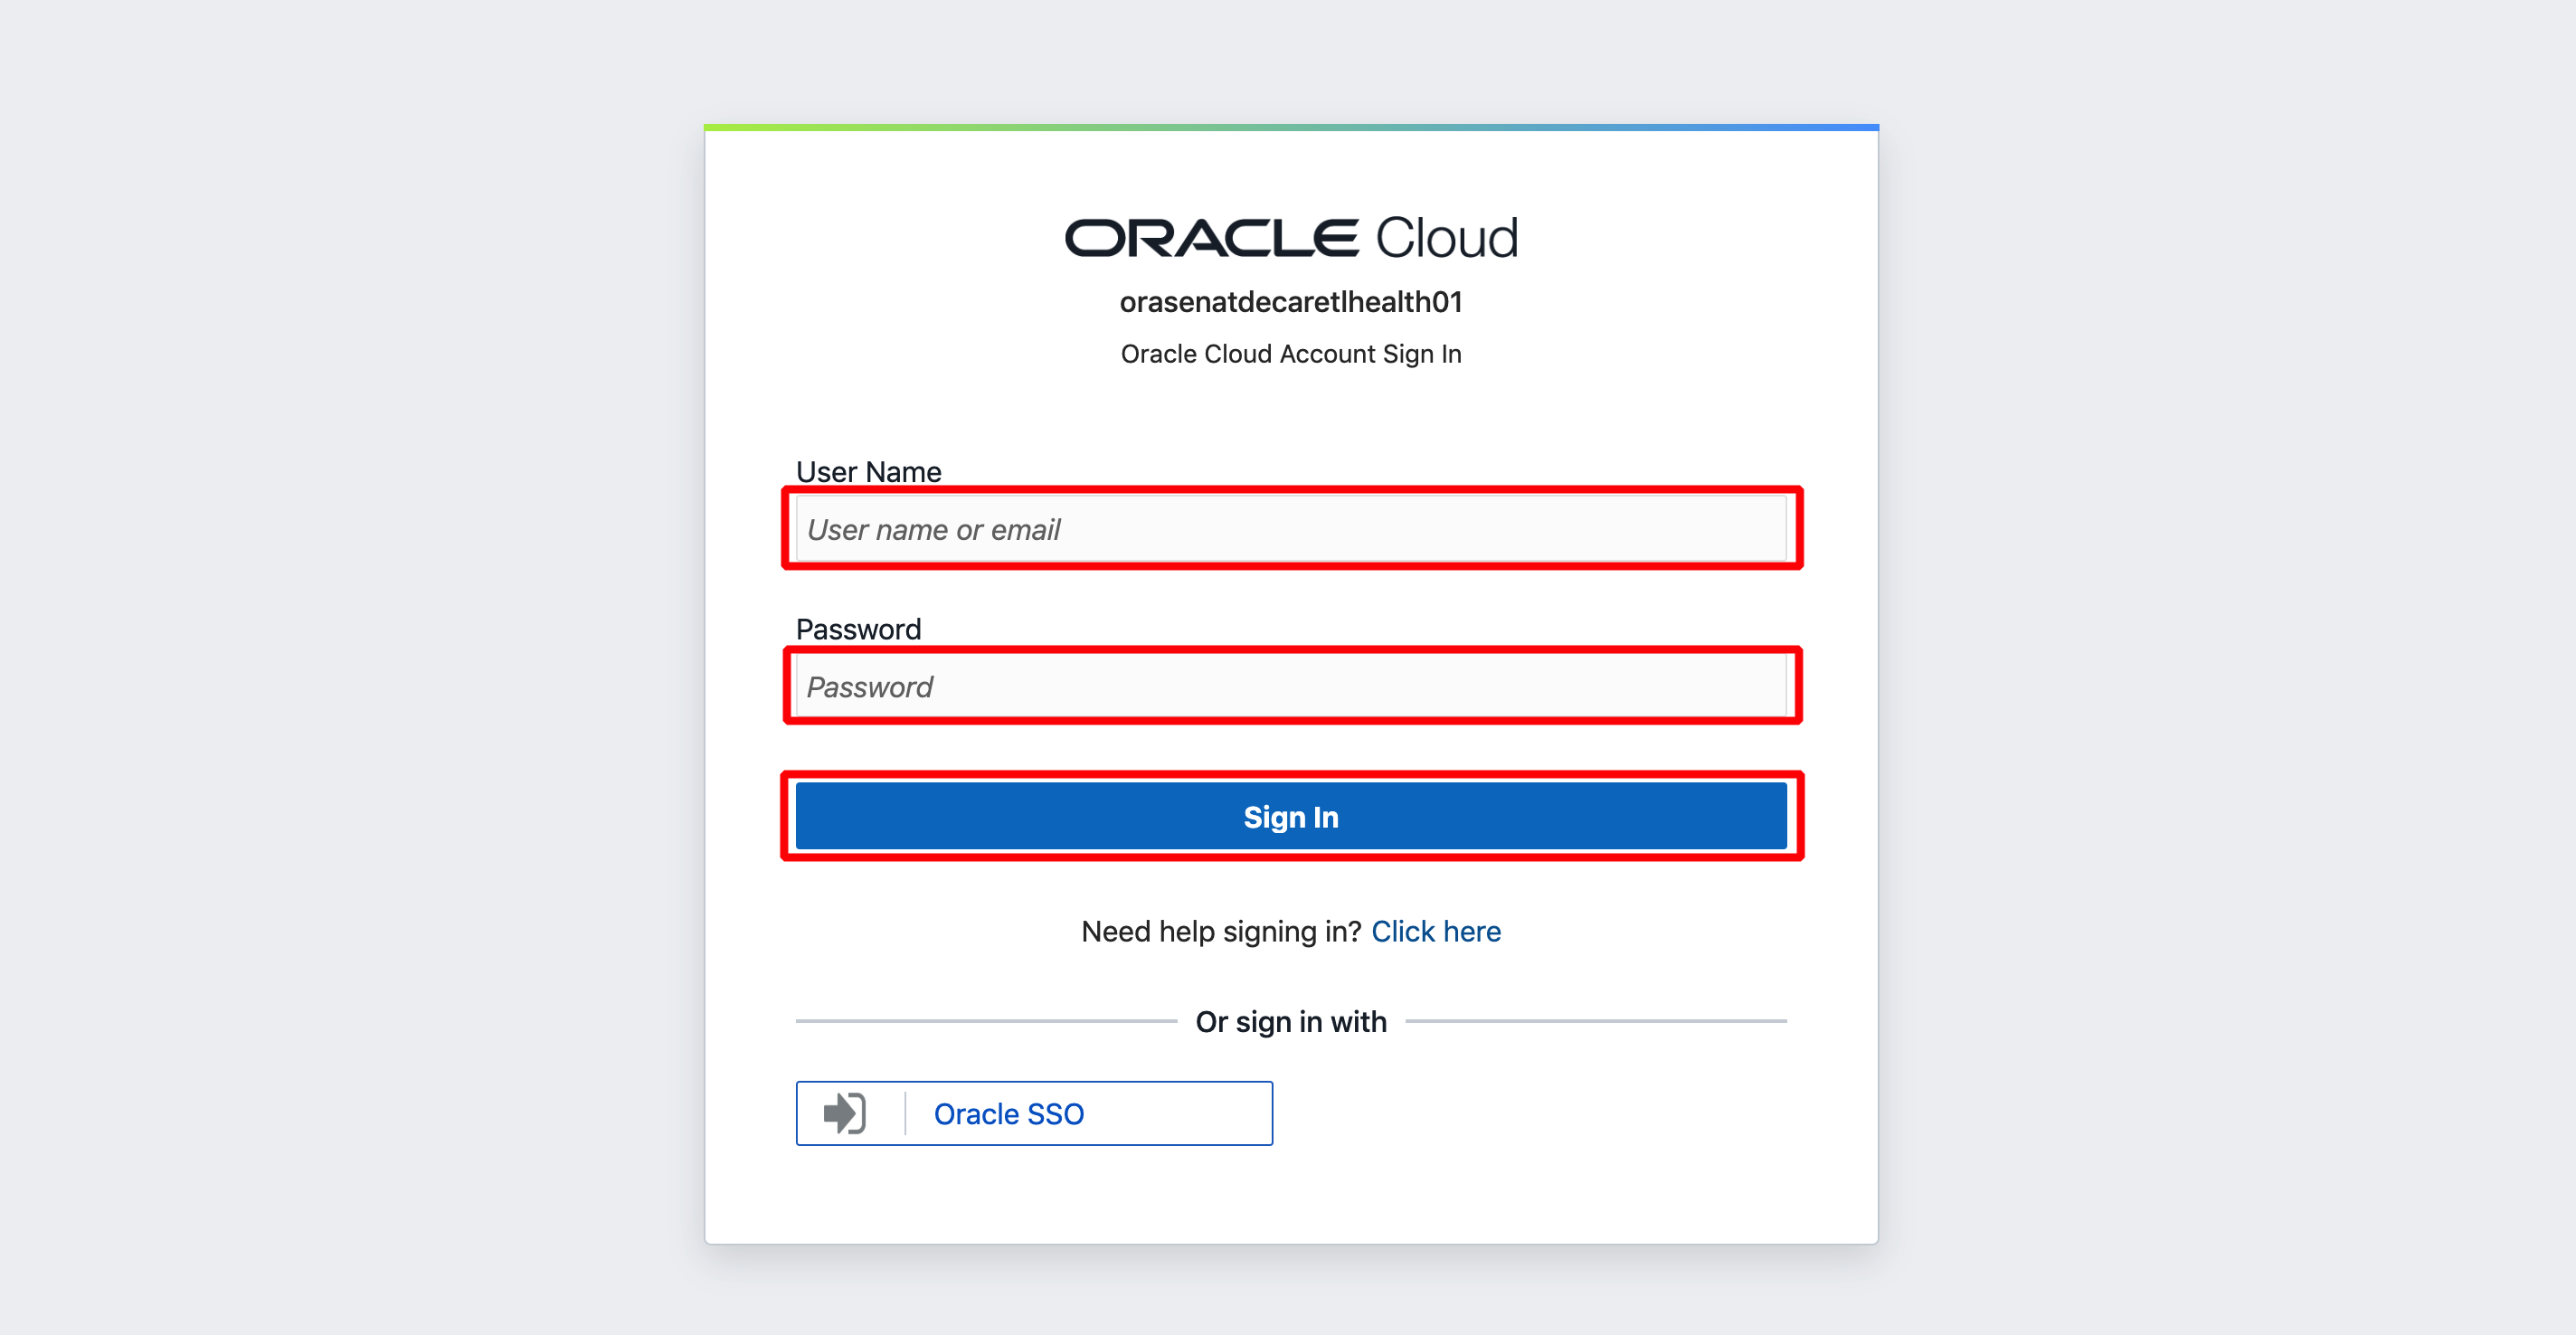 ORACLE Cloud
orasenatdecaretlhealth01
Oracle Cloud Account Sign In
User Name
User name or email
Password
Password
Sign In
Need help signing in? Click here
Or sign in with
Oracle SSO